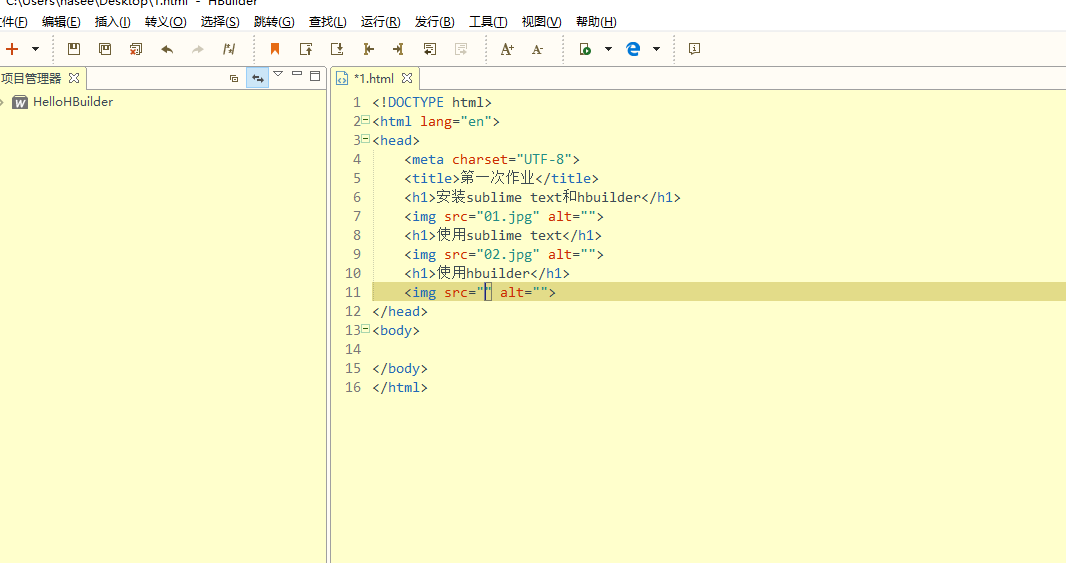 C:\Users\hasee\Desktop\1.html - HBuilder
件(F) 编辑(E) 插入(I) 转义(O) 选择(S) 跳转(G) 查找(L) 运行(R) 发行(B) 工具(T) 视图(V) 帮助(H)
项目管理器
*1.html
HelloHBuilder
1 <!DOCTYPE html>
2 <html lang="en">
3 <head>
4 <meta charset="UTF-8">
5 <title>第一次作业</title>
6 <h1>安装sublime text和hbuilder</h1>
7 <img src="01.jpg" alt="">
8 <h1>使用sublime text</h1>
9 <img src="02.jpg" alt="">
10 <h1>使用hbuilder</h1>
11 <img src="" alt="">
12 </head>
13 <body>
14
15 </body>
16 </html>